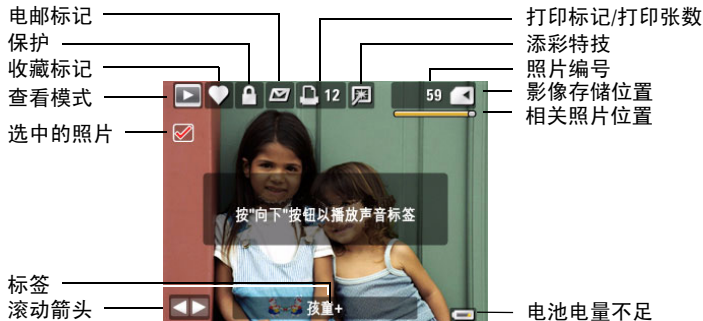 电邮标记
保护
收藏标记
查看模式
选中的照片
标签
滚动箭头
打印标记/打印张数
添彩特技
照片编号
影像存储位置
相关照片位置
电池电量不足
12
59
按"向下"按钮以播放声音标签
孩童+